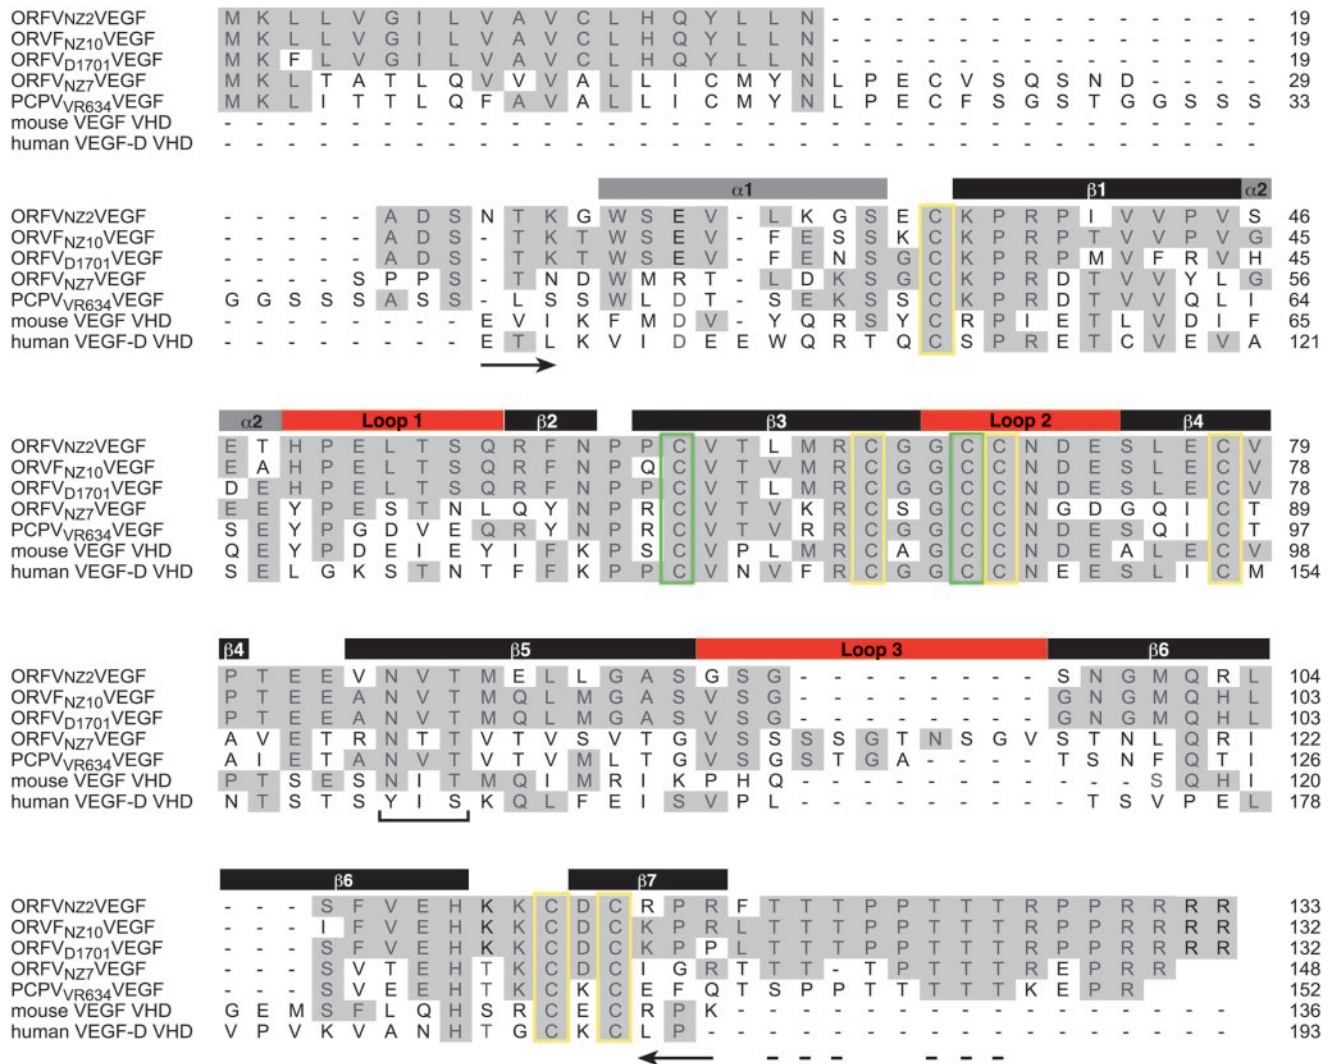 ORFVNZ2VEGF M K L L V G I L V A V C L H Q Y L L N - - - - - - - - - - - - - - 19
ORVFNZ10VEGF M K L L V G I L V A V C L H Q Y L L N - - - - - - - - - - - - - - 19
ORFVD1701VEGF M K F L V G I L V A V C L H Q Y L L N - - - - - - - - - - - - - - 19
ORFVNZ7VEGF M K L T A T L Q V V V A L L I C M Y N L P E C V S Q S N D - - - - 29
PCPVVR634VEGF M K L I T T L Q F A V A L L I C M Y N L P E C F S G S T G G S S S 33
mouse VEGF VHD - - - - - - - - - - - - - - - - - - - - - - - - - - - - - - - - -
human VEGF-D VHD - - - - - - - - - - - - - - - - - - - - - - - - - - - - - - - - -
α1 β1 α2
ORFVNZ2VEGF - - - - - A D S N T K G W S E V - L K G S E C K P R P I V V P V S 46
ORVFNZ10VEGF - - - - - A D S - T K T W S E V - F E S S K C K P R P T V V P V G 45
ORFVD1701VEGF - - - - - A D S - T K T W S E V - F E N S G C K P R P M V F R V H 45
ORFVNZ7VEGF - - - - S P P S - T N D W M R T - L D K S G C K P R D T V V Y L G 56
PCPVVR634VEGF G G S S S A S S - L S S W L D T - S E K S S C K P R D T V V Q L I 64
mouse VEGF VHD - - - - - - - - E V I K F M D V - Y Q R S Y C R P I E T L V D I F 65
human VEGF-D VHD - - - - - - - - E T L K V I D E E W Q R T Q C S P R E T C V E V A 121
α2 Loop 1 β2 β3 Loop 2 β4
ORFVNZ2VEGF E T H P E L T S Q R F N P P C V T L M R C G G C C N D E S L E C V 79
ORVFNZ10VEGF E A H P E L T S Q R F N P Q C V T V M R C G G C C N D E S L E C V 78
ORFVD1701VEGF D E H P E L T S Q R F N P P C V T L M R C G G C C N D E S L E C V 78
ORFVNZ7VEGF E E Y P E S T N L Q Y N P R C V T V K R C S G C C N G D G Q I C T 89
PCPVVR634VEGF S E Y P G D V E Q R Y N P R C V T V R R C G G C C N D E S Q I C T 97
mouse VEGF VHD Q E Y P D E I E Y I F K P S C V P L M R C A G C C N D E A L E C V 98
human VEGF-D VHD S E L G K S T N T F F K P P C V N V F R C G G C C N E E S L I C M 154
β4 β5 Loop 3 β6
ORFVNZ2VEGF P T E E V N V T M E L L G A S G S G - - - - - - - - S N G M Q R L 104
ORVFNZ10VEGF P T E E A N V T M Q L M G A S V S G - - - - - - - - G N G M Q H L 103
ORFVD1701VEGF P T E E A N V T M Q L M G A S V S G - - - - - - - - G N G M Q H L 103
ORFVNZ7VEGF A V E T R N T T V T V S V T G V S S S S G T N S G V S T N L Q R I 122
PCPVVR634VEGF A I E T A N V T V T V M L T G V S G S T G A - - - - T S N F Q T I 126
mouse VEGF VHD P T S E S N I T M Q I M R I K P H Q - - - - - - - - - - - S Q H I 120
human VEGF-D VHD N T S T S Y I S K Q L F E I S V P L - - - - - - - - - T S V P E L 178
β6 β7
ORFVNZ2VEGF - - - S F V E H K K C D C R P R F T T T P P T T T R P P R R R R 133
ORVFNZ10VEGF - - - I F V E H K K C D C K P R L T T T P P T T T R P P R R R R 132
ORFVD1701VEGF - - - S F V E H K K C D C K P P L T T T P P T T T R P P R R R R 132
ORFVNZ7VEGF - - - S V T E H T K C D C I G R T T T - T P T T T R E P R R 148
PCPVVR634VEGF - - - S V E E H T K C K C E F Q T S P P T T T T T K E P R 152
mouse VEGF VHD G E M S F L Q H S R C E C R P K - - - - - - - - - - - - - - - - 136
human VEGF-D VHD V P V K V A N H T G C K C L P - - - - - - - - - - - - - - - - - 193